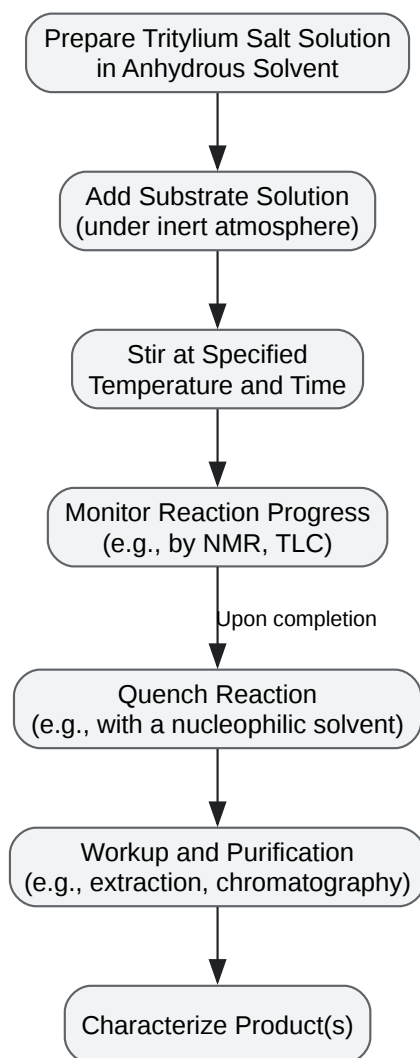 Prepare Tritylium Salt Solution
in Anhydrous Solvent
Add Substrate Solution
(under inert atmosphere)
Stir at Specified
Temperature and Time
Monitor Reaction Progress
(e.g., by NMR, TLC)
Upon completion
Quench Reaction
(e.g., with a nucleophilic solvent)
Workup and Purification
(e.g., extraction, chromatography)
Characterize Product(s)